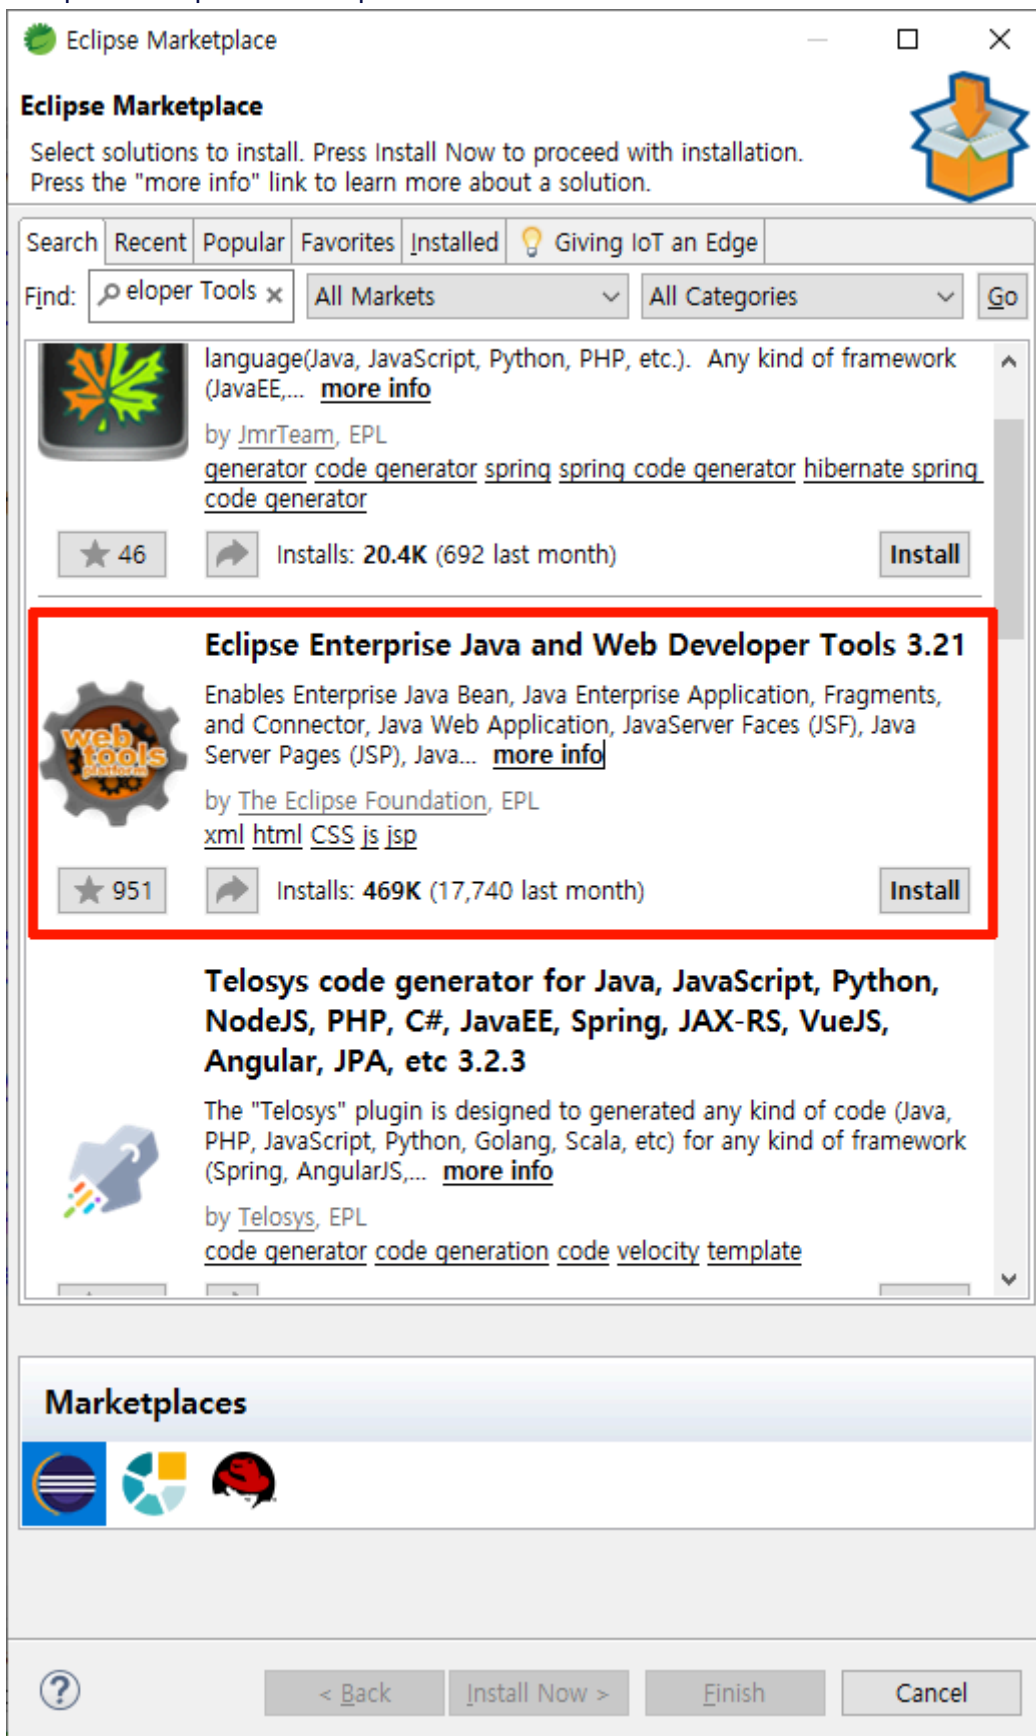 Eclipse Marketplace
Eclipse Marketplace
Select solutions to install. Press Install Now to proceed with installation.
Press the "more info" link to learn more about a solution.
Search Recent Popular Favorites Installed Giving IoT an Edge
Find: eloper Tools All Markets All Categories Go
language(Java, JavaScript, Python, PHP, etc.). Any kind of framework
(JavaEE,... more info
by JmrTeam, EPL
generator code generator spring spring code generator hibernate spring
code generator
46 Installs: 20.4K (692 last month) Install
Eclipse Enterprise Java and Web Developer Tools 3.21
Enables Enterprise Java Bean, Java Enterprise Application, Fragments,
and Connector, Java Web Application, JavaServer Faces (JSF), Java
Server Pages (JSP), Java... more info
web
tools
platform
by The Eclipse Foundation, EPL
xml html CSS js jsp
951 Installs: 469K (17,740 last month) Install
Telosys code generator for Java, JavaScript, Python,
NodeJS, PHP, C#, JavaEE, Spring, JAX-RS, VueJS,
Angular, JPA, etc 3.2.3
The "Telosys" plugin is designed to generated any kind of code (Java,
PHP, JavaScript, Python, Golang, Scala, etc) for any kind of framework
(Spring, AngularJS,... more info
by Telosys, EPL
code generator code generation code velocity template
Marketplaces
? < Back Install Now > Finish Cancel